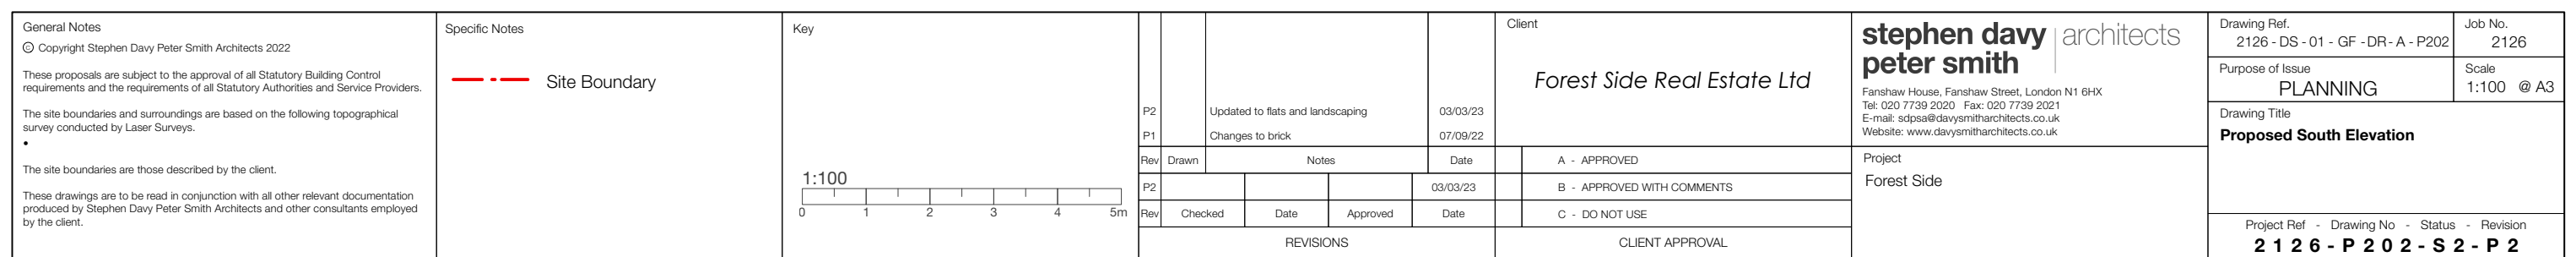 General Notes
© Copyright Stephen Davy Peter Smith Architects 2022
These proposals are subject to the approval of all Statutory Building Control
requirements and the requirements of all Statutory Authorities and Service Providers.
The site boundaries and surroundings are based on the following topographical
survey conducted by Laser Surveys.
•
The site boundaries are those described by the client.
These drawings are to be read in conjunction with all other relevant documentation
produced by Stephen Davy Peter Smith Architects and other consultants employed
by the client.
Specific Notes
Site Boundary
Key
1:100
0 1 2 3 4 5m
P2 Updated to flats and landscaping 03/03/23
P1 Changes to brick 07/09/22
Rev Drawn Notes Date
P2 03/03/23
Rev Checked Date Approved Date
REVISIONS
Client
Forest Side Real Estate Ltd
A - APPROVED
B - APPROVED WITH COMMENTS
C - DO NOT USE
CLIENT APPROVAL
stephen davy architects
peter smith
Fanshaw House, Fanshaw Street, London N1 6HX
Tel: 020 7739 2020 Fax: 020 7739 2021
E-mail: sdpsa@davysmitharchitects.co.uk
Website: www.davysmitharchitects.co.uk
Project
Forest Side
Drawing Ref.
2126 - DS - 01 - GF - DR - A - P202
Job No.
2126
Purpose of Issue
PLANNING
Scale
1:100 @ A3
Drawing Title
Proposed South Elevation
Project Ref - Drawing No - Status - Revision
2126-P202-S2-P2